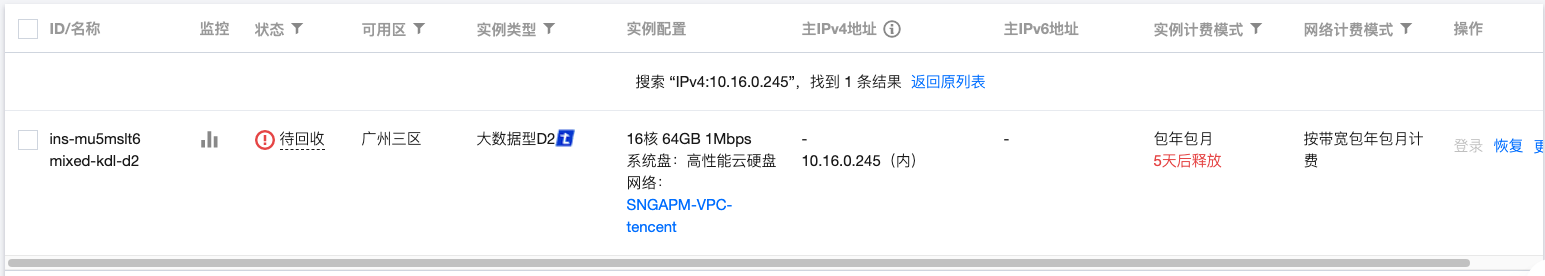 ID/名称 监控 状态 可用区 实例类型 实例配置 主IPv4地址 主IPv6地址 实例计费模式 网络计费模式 操作
搜索 “IPv4:10.16.0.245”，找到 1 条结果 返回原列表
ins-mu5mslt6 待回收 广州三区 大数据型D2 16核 64GB 1Mbps - - 包年包月 按带宽包年包月计
mixed-kdl-d2 系统盘：高性能云硬盘 10.16.0.245（内） 5天后释放 费 登录 恢复
网络：
SNGAPM-VPC-
tencent